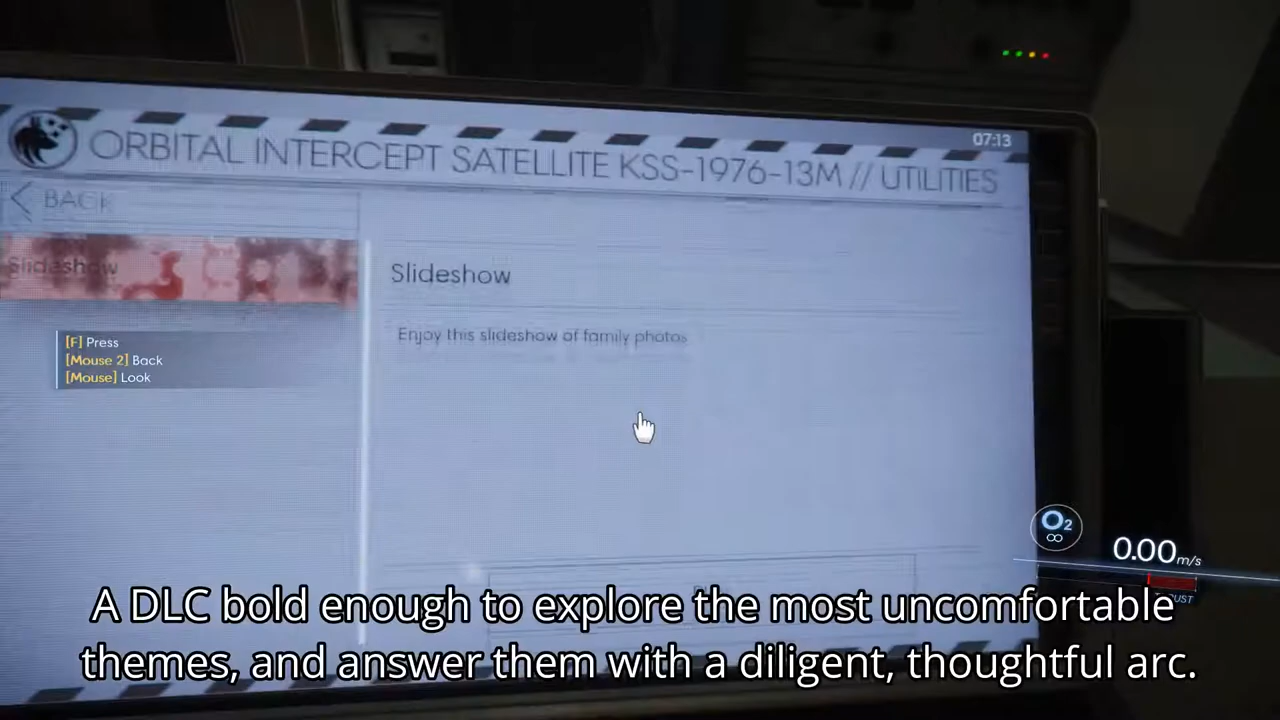 07:13
ORBITAL INTERCEPT SATELLITE KSS-1976-13M // UTILITIES
BACK
Slideshow
Slideshow
Enjoy this slideshow of family photos
[F] Press
[Mouse 2] Back
[Mouse] Look
O₂
∞
0.00 m/s
A DLC bold enough to explore the most uncomfortable
themes, and answer them with a diligent, thoughtful arc.